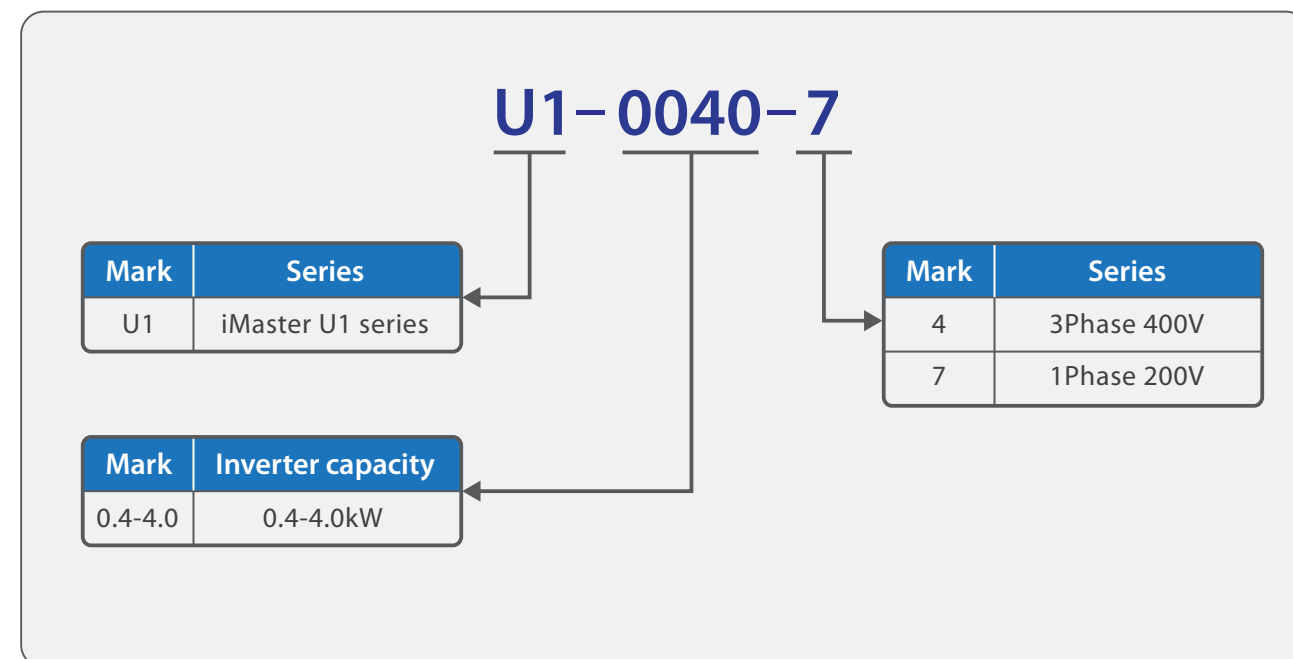 U1-0040-7
Mark Series
U1 iMaster U1 series
Mark Series
4 3Phase 400V
7 1Phase 200V
Mark Inverter capacity
0.4-4.0 0.4-4.0kW